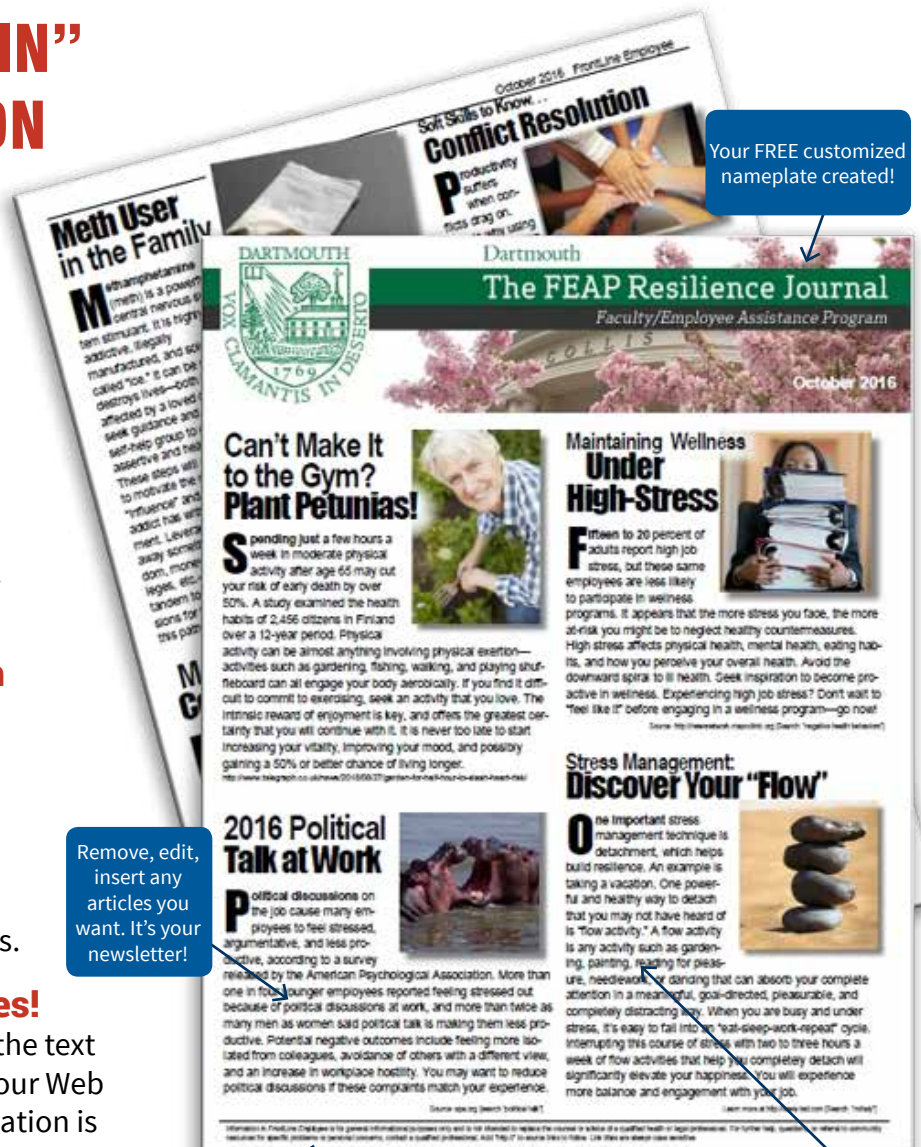 IN”
ON
n
s.
es!
the text
our Web
ation is
October 2016 FrontLine Employee
Soft Skills to Know...
Conflict Resolution
Productivity
suffers
when con-
flicts drag on.
using
Meth User
in the Family
Methamphetamine
(meth) is a
central nervous
tem stimulant. It is
addictive, illegally
manufactured, and
called "ice." It can be
destroys lives—both
affected by a loved
seek guidance and
self-help group to
assertive and
These steps will
to motivate the
"influence" and
addict has
ment.
away
dom,
leges, etc.
tandem to
sions for
this
M
C
Your FREE customized
nameplate created!
DARTMOUTH
VOX CLAMANTIS IN DESERTO
1769
Dartmouth
The FEAP Resilience Journal
Faculty/Employee Assistance Program
COLLIS
October 2016
Can't Make It
to the Gym?
Plant Petunias!
Spending just a few hours a
week in moderate physical
activity after age 65 may cut
your risk of early death by over
50%. A study examined the health
habits of 2,456 citizens in Finland
over a 12-year period. Physical
activity can be almost anything involving physical exertion—
activities such as gardening, fishing, walking, and playing shuf-
fleboard can all engage your body aerobically. If you find it diffi-
cult to commit to exercising, seek an activity that you love. The
intrinsic reward of enjoyment is key, and offers the greatest cer-
tainty that you will continue with it. It is never too late to start
increasing your vitality, improving your mood, and possibly
gaining a 50% or better chance of living longer.
Maintaining Wellness
Under
High-Stress
Fifteen to 20 percent of
adults report high job
stress, but these same
employees are less likely
to participate in wellness
programs. It appears that the more stress you face, the more
at-risk you might be to neglect healthy countermeasures.
High stress affects physical health, mental health, eating hab-
its, and how you perceive your overall health. Avoid the
downward spiral to ill health. Seek inspiration to become pro-
active in wellness. Experiencing high job stress? Don't wait to
"feel like it" before engaging in a wellness program—go now!
2016 Political
Talk at Work
Political discussions on
the job cause many em-
ployees to feel stressed,
argumentative, and less pro-
ductive, according to a survey
released by the American Psychological Association. More than
one in four younger employees reported feeling stressed out
because of political discussions at work, and more than twice as
many men as women said political talk is making them less pro-
ductive. Potential negative outcomes include feeling more iso-
lated from colleagues, avoidance of others with a different view,
and an increase in workplace hostility. You may want to reduce
political discussions if these complaints match your experience.
Source: apa.org [Search "political talk"]
Stress Management:
Discover Your “Flow”
One important stress
management technique is
detachment, which helps
build resilience. An example is
taking a vacation. One power-
ful and healthy way to detach
that you may not have heard of
is "flow activity." A flow activity
is any activity such as garden-
ing, painting, reading for pleas-
ure, needlework, or dancing that can absorb your complete
attention in a meaningful, goal-directed, pleasurable, and
completely distracting way. When you are busy and under
stress, it's easy to fall into an "eat-sleep-work-repeat" cycle.
Interrupting this course of stress with two to three hours a
week of flow activities that help you completely detach will
significantly elevate your happiness. You will experience
more balance and engagement with your job.
Remove, edit,
insert any
articles you
want. It’s your
newsletter!